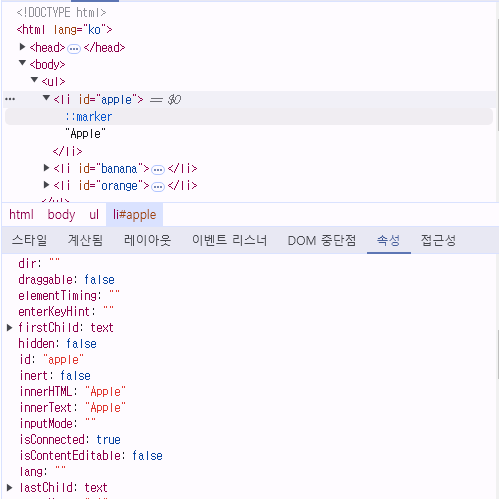 <!DOCTYPE html>
<html lang="ko">
<head>⋯</head>
<body>
<ul>
⋯ <li id="apple"> == $0
::marker
"Apple"
</li>
<li id="banana">⋯</li>
<li id="orange">⋯</li>
</ul>
html body ul li#apple
스타일 계산됨 레이아웃 이벤트 리스너 DOM 중단점 속성 접근성
dir: ""
draggable: false
elementTiming: ""
enterKeyHint: ""
firstChild: text
hidden: false
id: "apple"
inert: false
innerHTML: "Apple"
innerText: "Apple"
inputMode: ""
isConnected: true
isContentEditable: false
lang: ""
lastChild: text